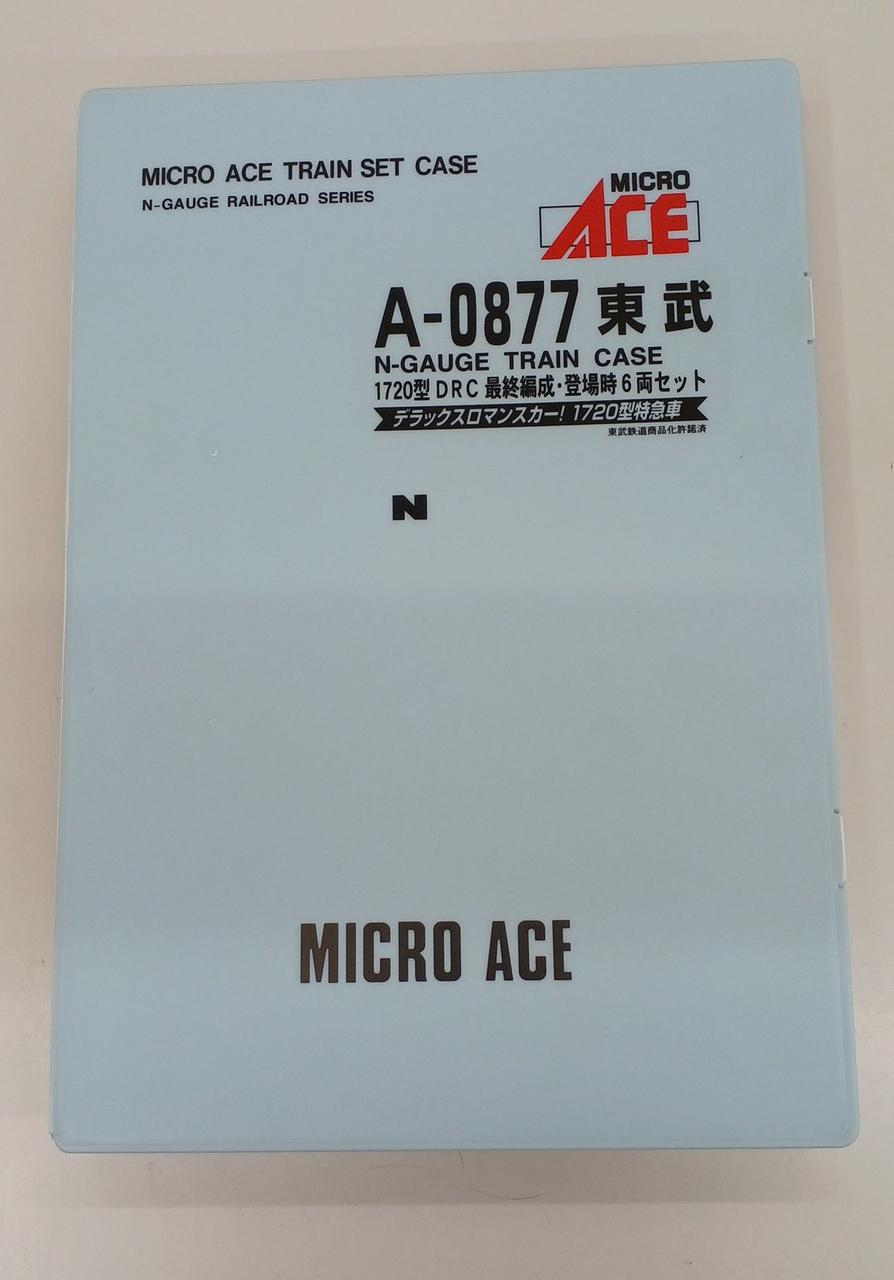 MICRO ACE TRAIN SET CASE
N-GAUGE RAILROAD SERIES
MICRO
ACE
A-0877 東武
N-GAUGE TRAIN CASE
1720型 DRC 最終編成・登場時6両セット
デラックスロマンスカー! 1720型特急車
東武鉄道商品化許諾済
N
MICRO ACE